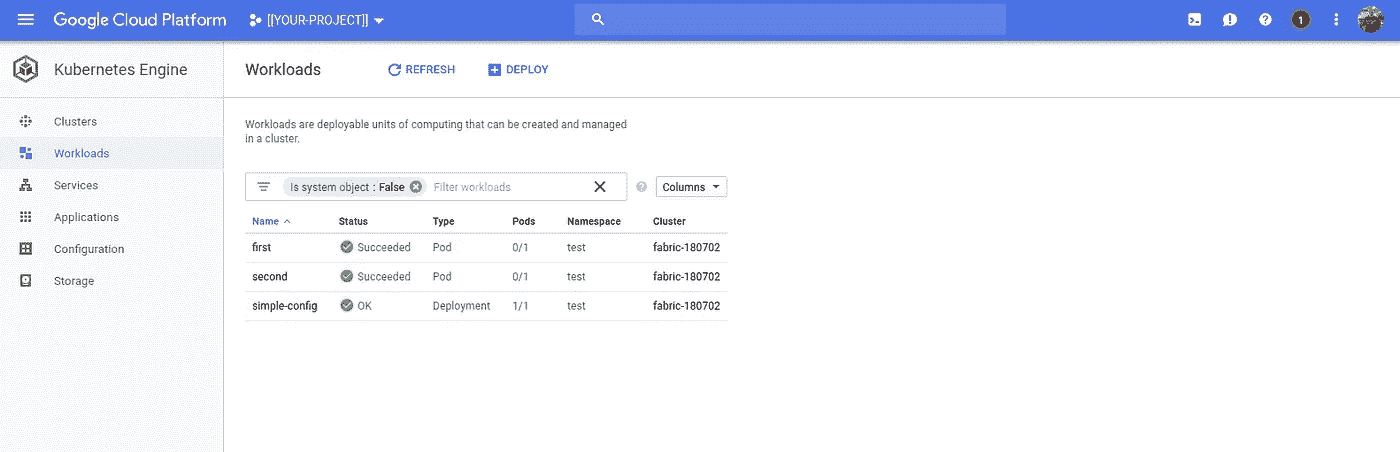 Google Cloud Platform [[YOUR-PROJECT]] 1
Kubernetes Engine
Workloads REFRESH DEPLOY
Clusters
Workloads
Services
Applications
Configuration
Storage
Workloads are deployable units of computing that can be created and managed
in a cluster.
Is system object : False Filter workloads Columns
Name Status Type Pods Namespace Cluster
first Succeeded Pod 0/1 test fabric-180702
second Succeeded Pod 0/1 test fabric-180702
simple-config OK Deployment 1/1 test fabric-180702